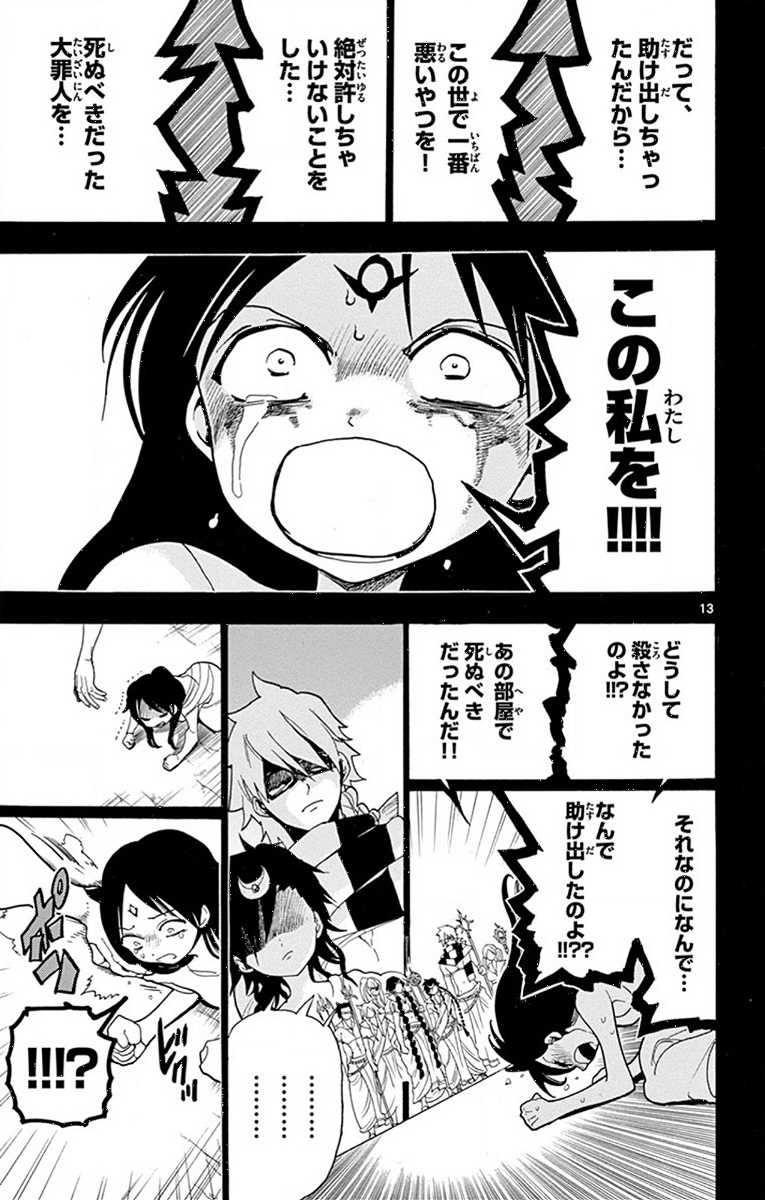 だって、
助け出しちゃっ
たんだから…
この世で一番
悪いやつを！
絶対許しちゃ
いけないことを
した…
死ぬべきだった
大罪人を…
この私を!!!!
13
どうして
殺さなかった
のよ!!?
あの部屋で
死ぬべき
だったんだ!!
それなのになんで…
なんで
助け出したのよ
!!??
………
………
ポロ
ポロ
ビクッ
!!!?